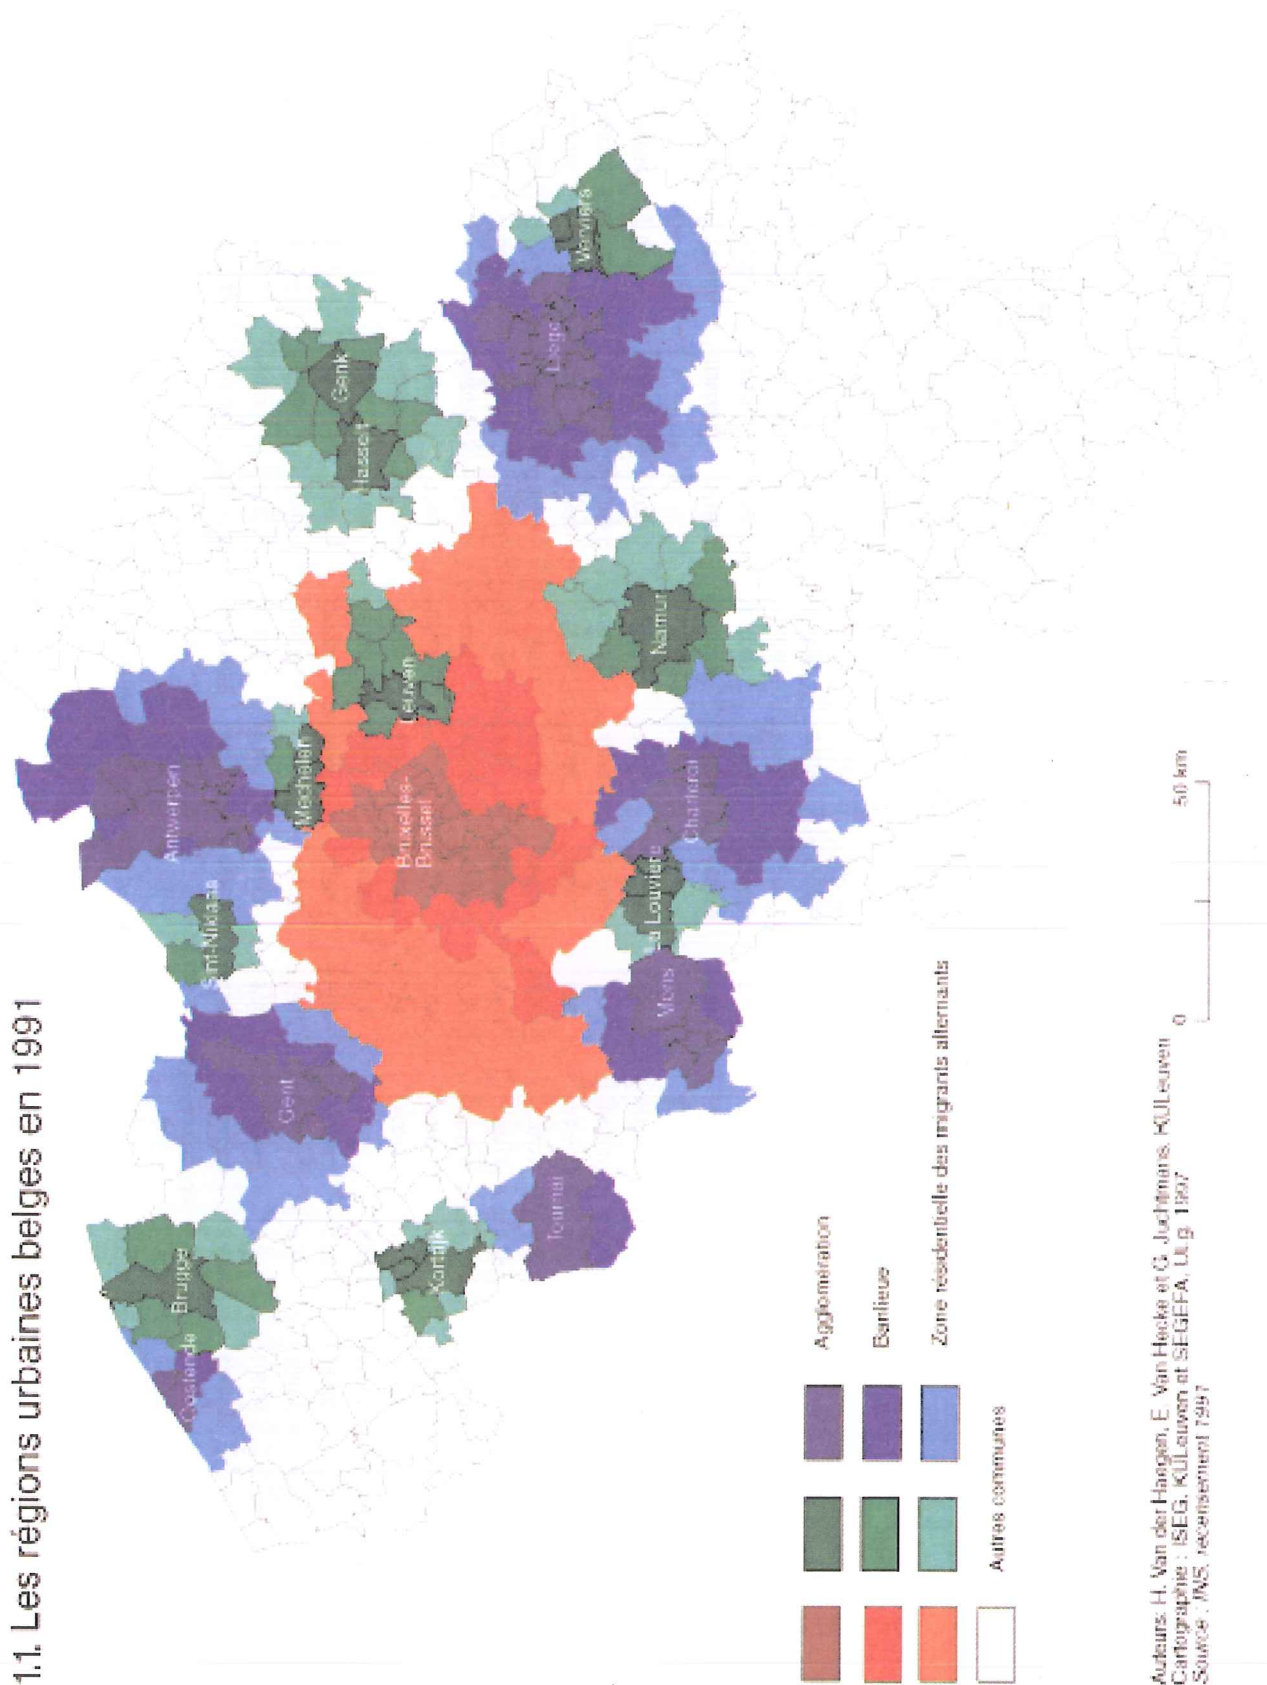 1.1. Les régions urbaines belges en 1991
Oostende
Brugge
Kortrijk
Tournai
Gent
Sint-Niklaas
Antwerpen
Mechelen
Bruxelles-
Brussel
Leuven
Mons
La Louvière
Charleroi
Namur
Hasselt
Genk
Liège
Verviers
Agglomération
Banlieue
Zone résidentielle des migrants alternants
Autres communes
0 50 km
Auteurs: H. Van der Haegen, E. Van Hecke et G. Juchtmans, KULeuven
Cartographie : ISEG, KULeuven et SEGEFA, ULg, 1997
Source : INS, recensement 1991